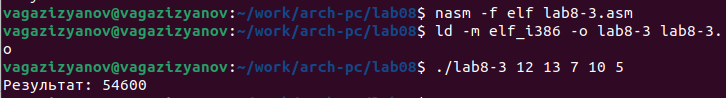 vagazizyanov@vagazizyanov:~/work/arch-pc/lab08$ nasm -f elf lab8-3.asm
vagazizyanov@vagazizyanov:~/work/arch-pc/lab08$ ld -m elf_i386 -o lab8-3 lab8-3.
o
vagazizyanov@vagazizyanov:~/work/arch-pc/lab08$ ./lab8-3 12 13 7 10 5
Результат: 54600